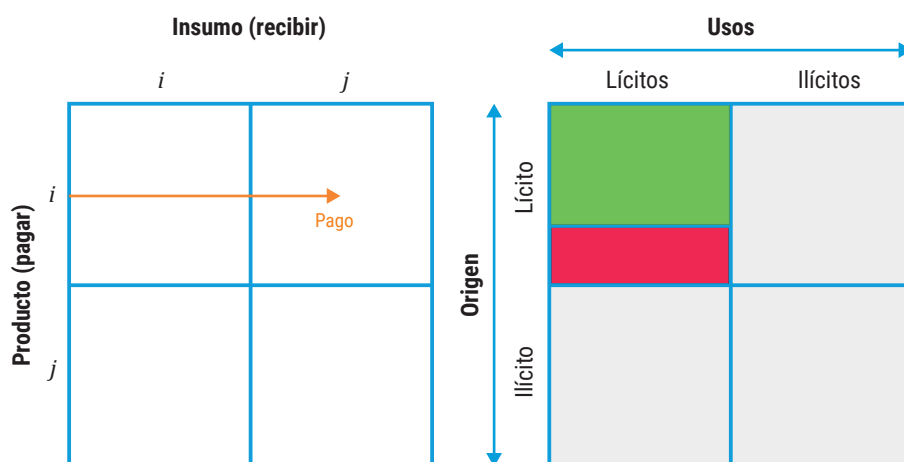 Insumo (recibir)
i
j
Producto (pagar)
i
j
Pago
Usos
Lícitos
Ilícitos
Origen
Lícito
Ilícito